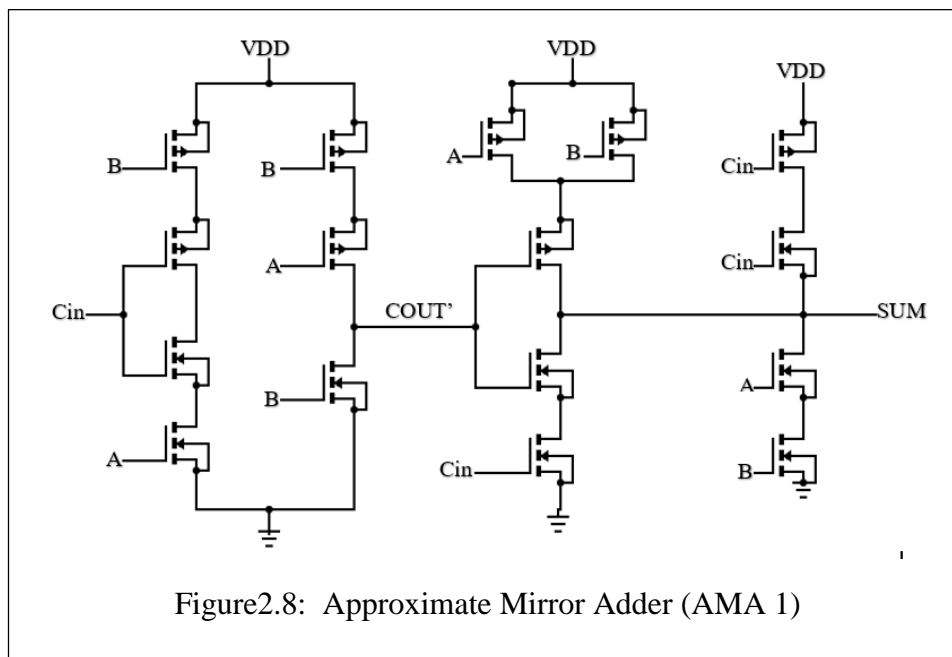 VDD
VDD
VDD
B
B
A
B
Cin
Cin
Cin
A
COUT’
SUM
B
A
A
Cin
B
Figure2.8: Approximate Mirror Adder (AMA 1)